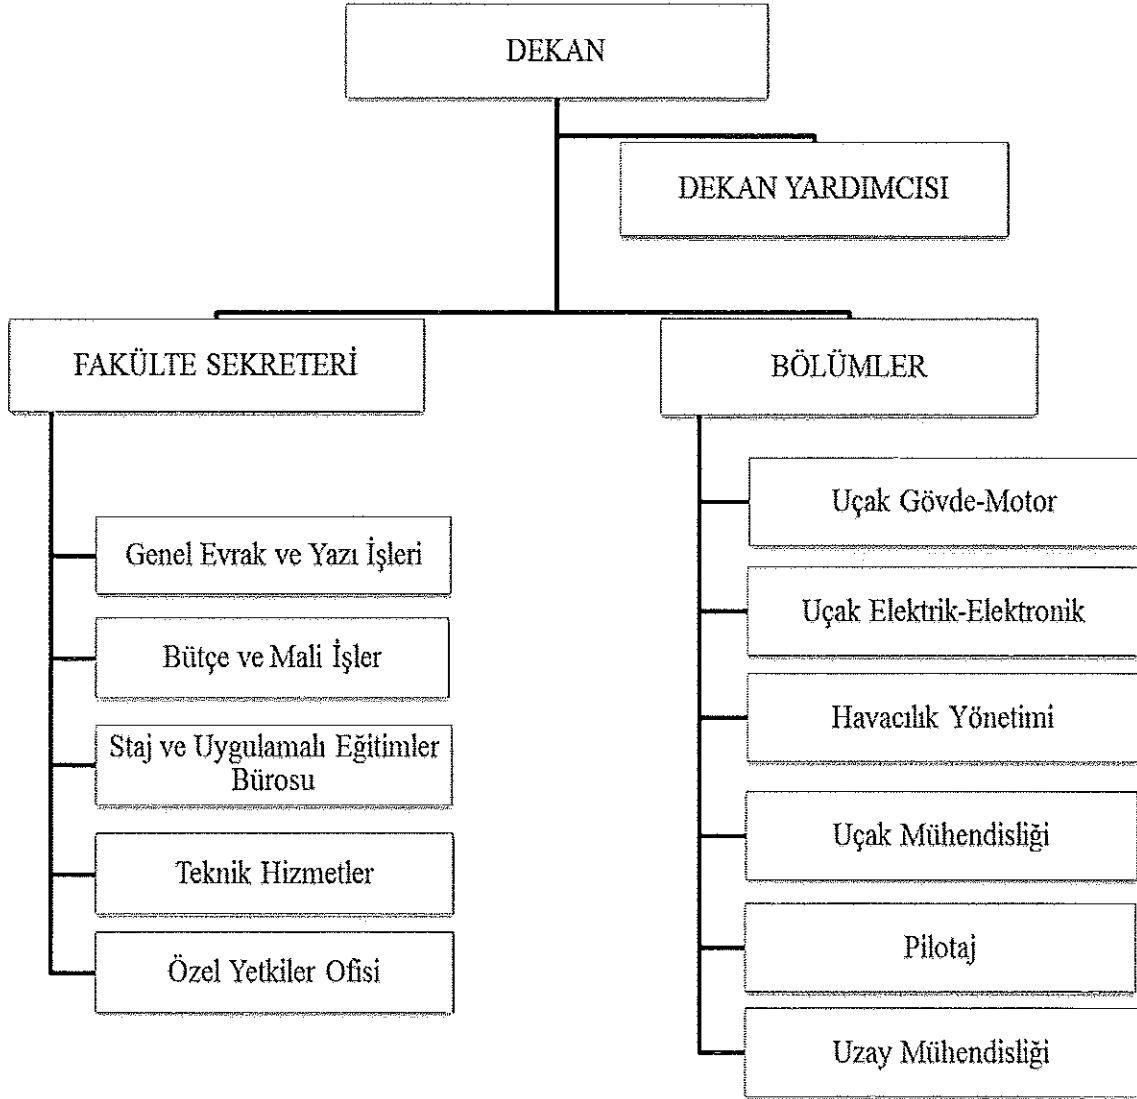 DEKAN
DEKAN YARDIMCISI
FAKÜLTE SEKRETERİ
Genel Evrak ve Yazı İşleri
Bütçe ve Mali İşler
Staj ve Uygulamalı Eğitimler
Bürosu
Teknik Hizmetler
Özel Yetkiler Ofisi
BÖLÜMLER
Uçak Gövde-Motor
Uçak Elektrik-Elektronik
Havacılık Yönetimi
Uçak Mühendisliği
Pilotaj
Uzay Mühendisliği